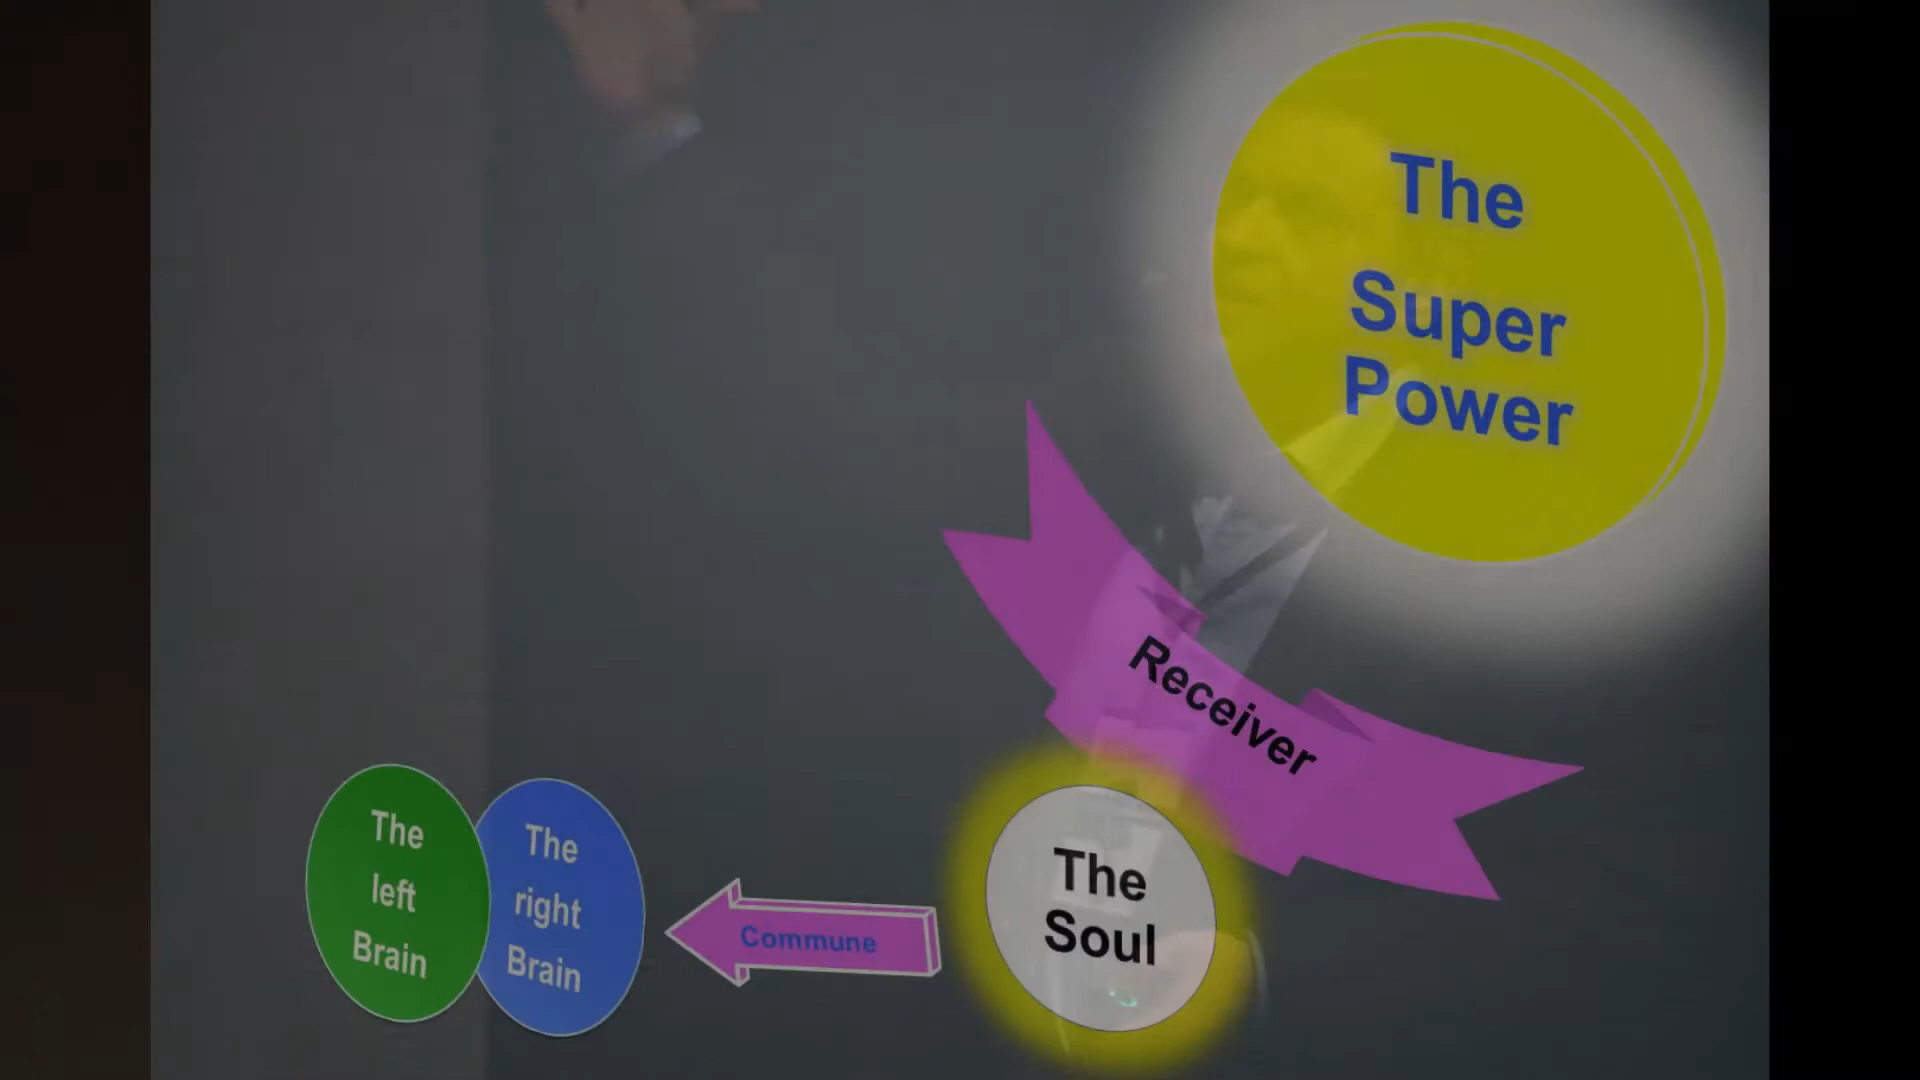 The
Super
Power
Receiver
The
Soul
Commune
The
left
Brain
The
right
Brain